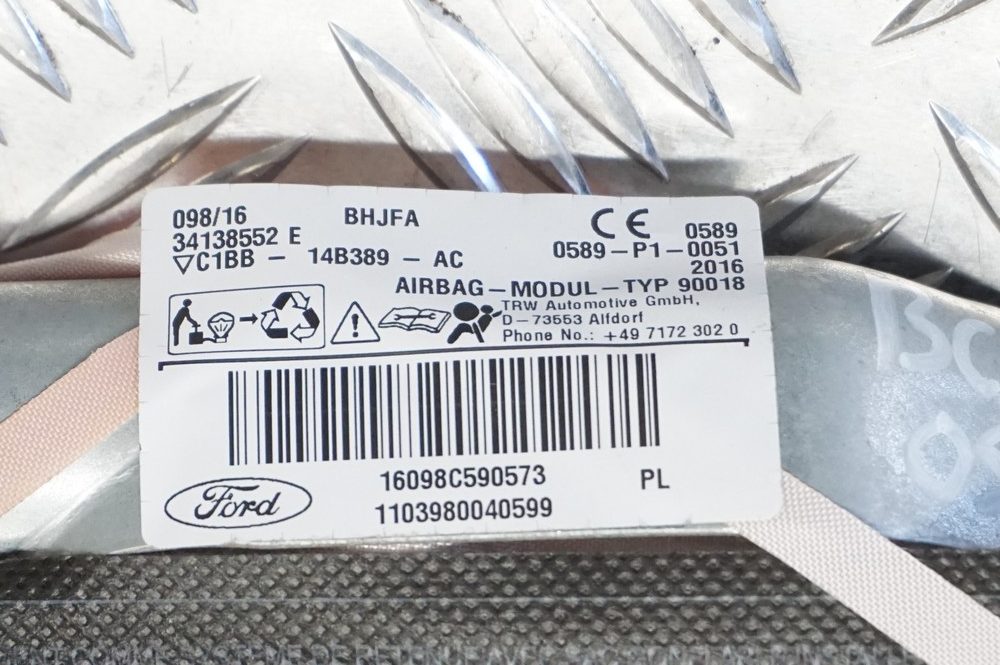 098/16 BHJFA CE 0589
34138552 E 0589-P1-0051
▽C1BB - 14B389 - AC 2016
AIRBAG-MODUL-TYP 90018
TRW Automotive GmbH,
D-73553 Alfdorf
Phone No.: +49 7172 302 0
16098C590573 PL
Ford 1103980040599
BC